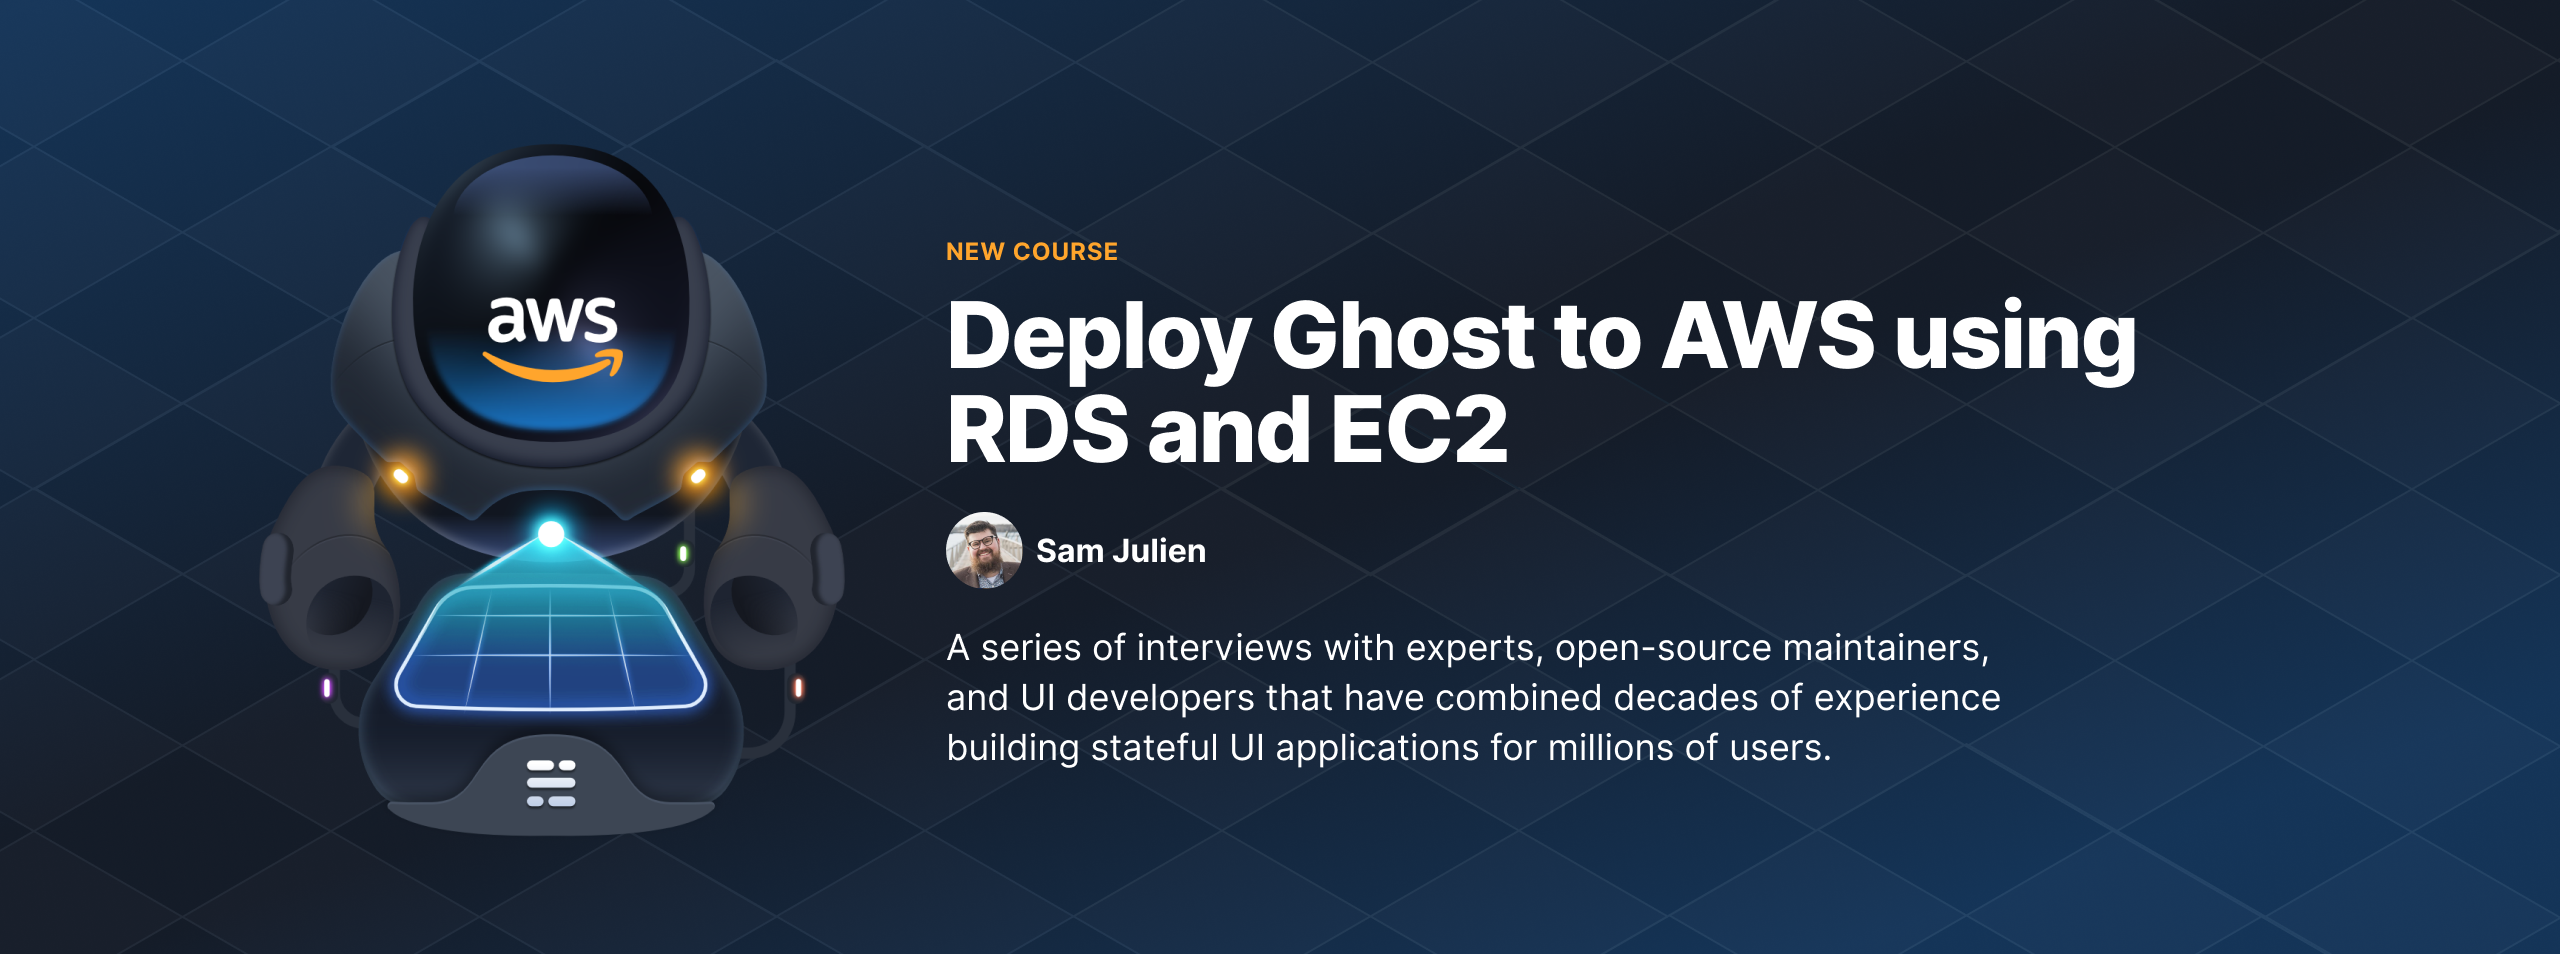 aws
NEW COURSE
Deploy Ghost to AWS using
RDS and EC2
Sam Julien
A series of interviews with experts, open-source maintainers,
and UI developers that have combined decades of experience
building stateful UI applications for millions of users.